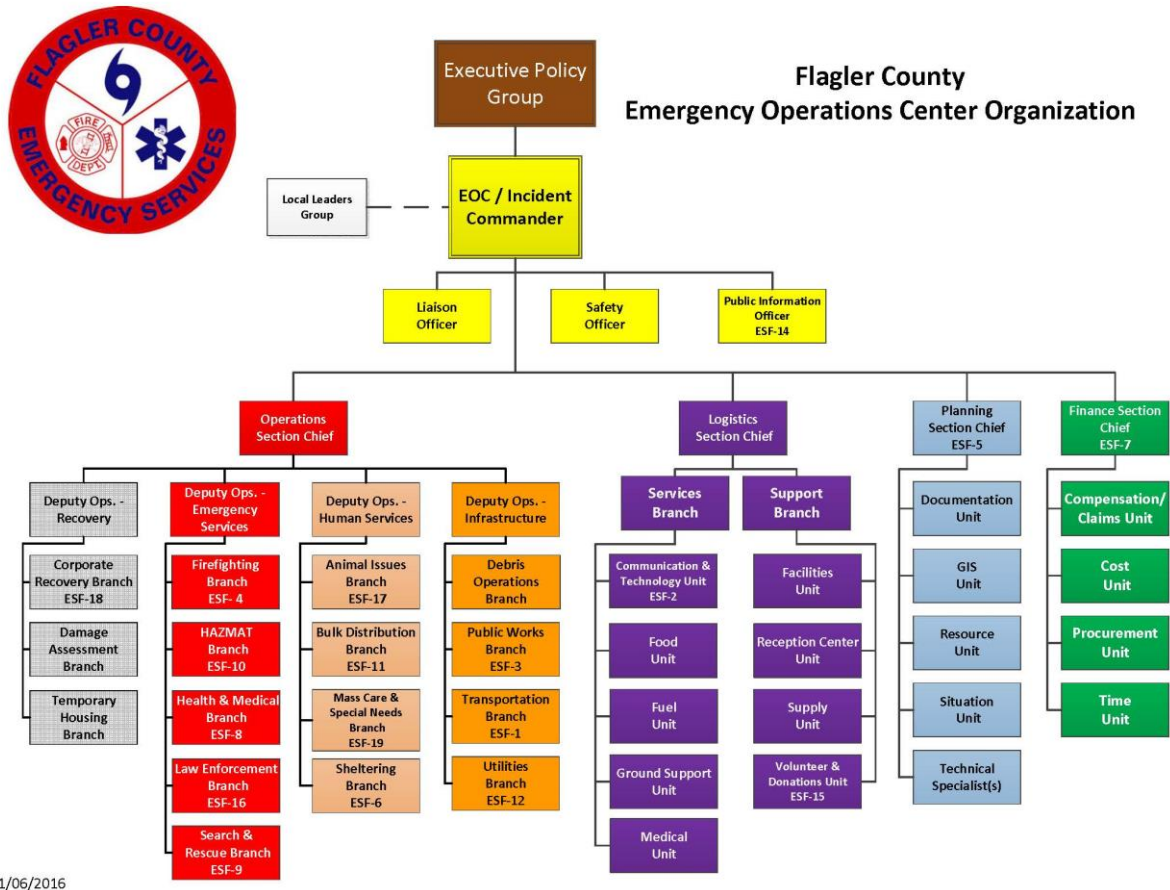 FLAGLER COUNTY
EMERGENCY SERVICES
FIRE
DEPT.
Flagler County
Emergency Operations Center Organization
Executive Policy
Group
EOC / Incident
Commander
Local Leaders
Group
Liaison
Officer
Safety
Officer
Public Information
Officer
ESF-14
Operations
Section Chief
Logistics
Section Chief
Planning
Section Chief
ESF-5
Finance Section
Chief
ESF-7
Deputy Ops. -
Recovery
Deputy Ops. -
Emergency
Services
Deputy Ops. -
Human Services
Deputy Ops. -
Infrastructure
Services
Branch
Support
Branch
Corporate
Recovery Branch
ESF-18
Damage
Assessment
Branch
Temporary
Housing
Branch
Firefighting
Branch
ESF- 4
HAZMAT
Branch
ESF-10
Health & Medical
Branch
ESF-8
Law Enforcement
Branch
ESF-16
Search &
Rescue Branch
ESF-9
Animal Issues
Branch
ESF-17
Bulk Distribution
Branch
ESF-11
Mass Care &
Special Needs
Branch
ESF-19
Sheltering
Branch
ESF-6
Debris
Operations
Branch
Public Works
Branch
ESF-3
Transportation
Branch
ESF-1
Utilities
Branch
ESF-12
Communication &
Technology Unit
ESF-2
Food
Unit
Fuel
Unit
Ground Support
Unit
Medical
Unit
Facilities
Unit
Reception Center
Unit
Supply
Unit
Volunteer &
Donations Unit
ESF-15
Documentation
Unit
GIS
Unit
Resource
Unit
Situation
Unit
Technical
Specialist(s)
Compensation/
Claims Unit
Cost
Unit
Procurement
Unit
Time
Unit
1/06/2016